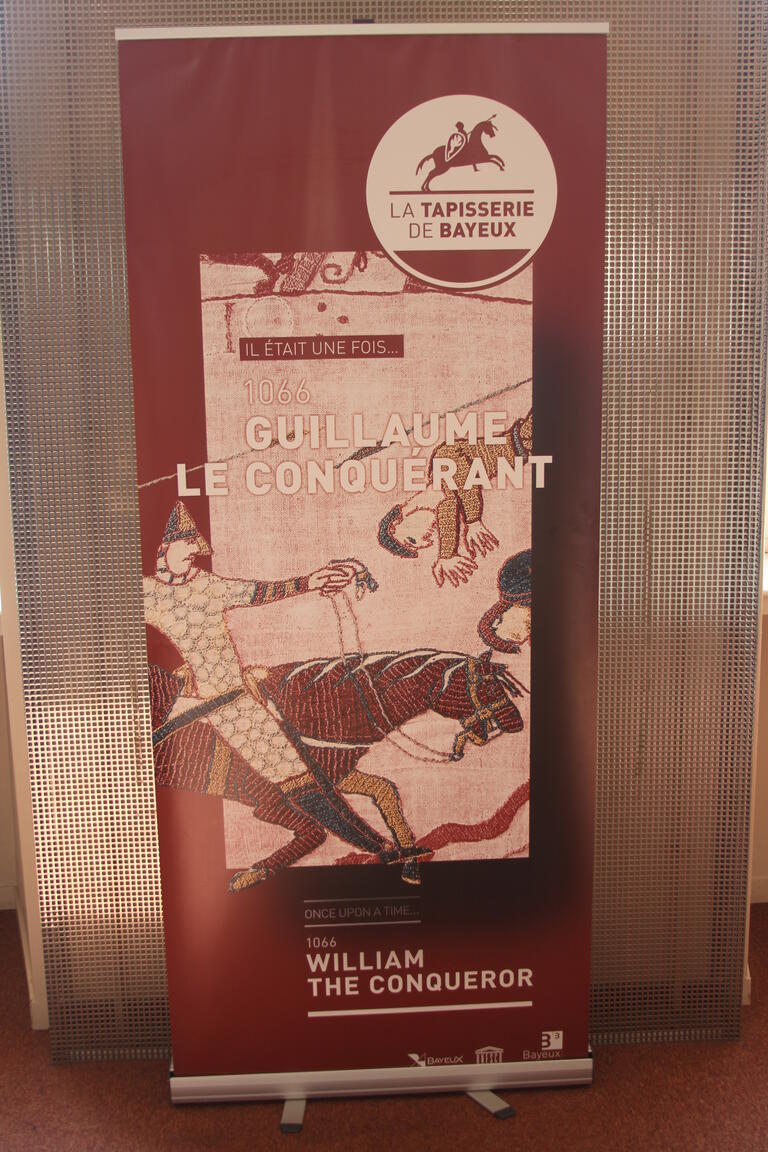 LA TAPISSERIE
DE BAYEUX
IL ÉTAIT UNE FOIS...
1066
GUILLAUME
LE CONQUÉRANT
ONCE UPON A TIME...
1066
WILLIAM
THE CONQUEROR
BAYEUX
B
Bayeux